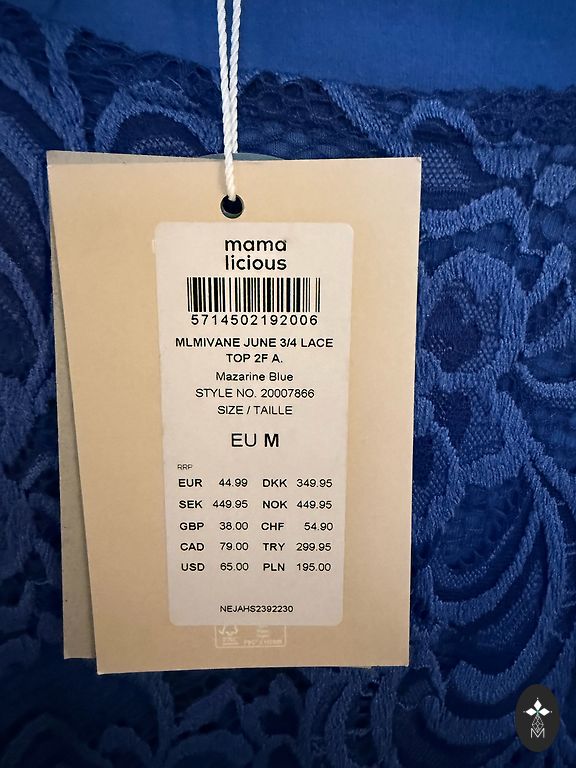 mama
licious
5714502192006
MLMIVANE JUNE 3/4 LACE
TOP 2F A.
Mazarine Blue
STYLE NO. 20007866
SIZE / TAILLE
EU M
RRP
EUR 44.99 DKK 349.95
SEK 449.95 NOK 449.95
GBP 38.00 CHF 54.90
CAD 79.00 TRY 299.95
USD 65.00 PLN 195.00
NEJAHS2392230
M